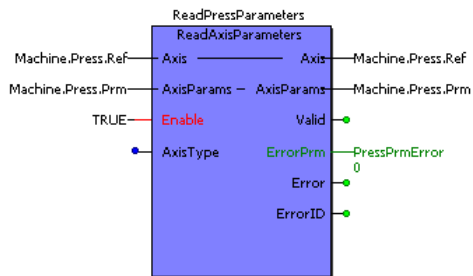 ReadPressParameters
ReadAxisParameters
Machine.Press.Ref Axis Axis Machine.Press.Ref
Machine.Press.Prm AxisParams AxisParams Machine.Press.Prm
TRUE Enable Valid
AxisType ErrorPrm PressPrmError
0
Error
ErrorID